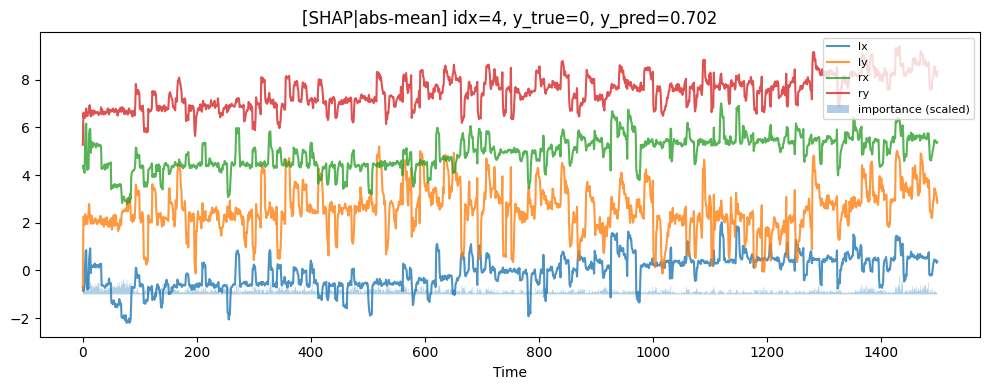 [SHAP|abs-mean] idx=4, y_true=0, y_pred=0.702
lx
ly
rx
ry
importance (scaled)
8
6
4
2
0
−2
0 200 400 600 800 1000 1200 1400
Time